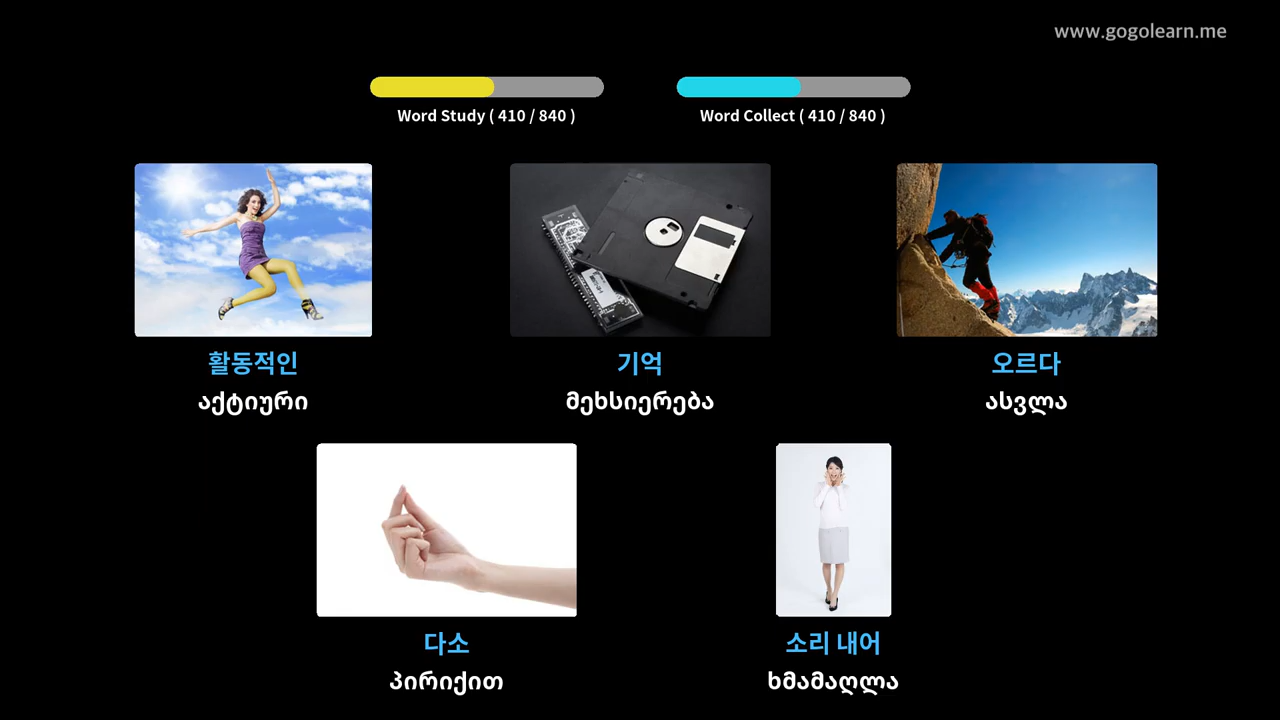 www.gogolearn.me
Word Study ( 410 / 840 )
Word Collect ( 410 / 840 )
활동적인
აქტიური
기억
მეხსიერება
오르다
ასვლა
다소
პირიქით
소리 내어
ხმამაღლა